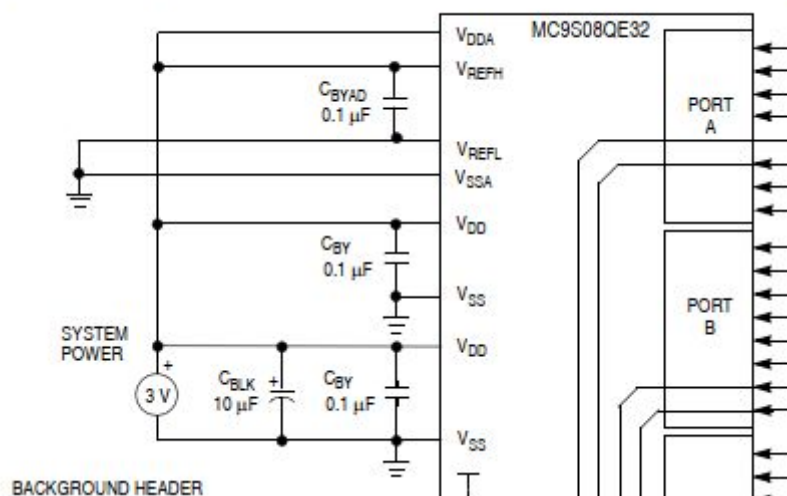 MC9S08QE32
VDDA
VREFH
CBYAD
0.1 µF
VREFL
VSSA
VDD
CBY
0.1 µF
VSS
SYSTEM
POWER
VDD
+
3 V
CBLK
+
10 µF
CBY
0.1 µF
VSS
BACKGROUND HEADER
PORT
A
PORT
B